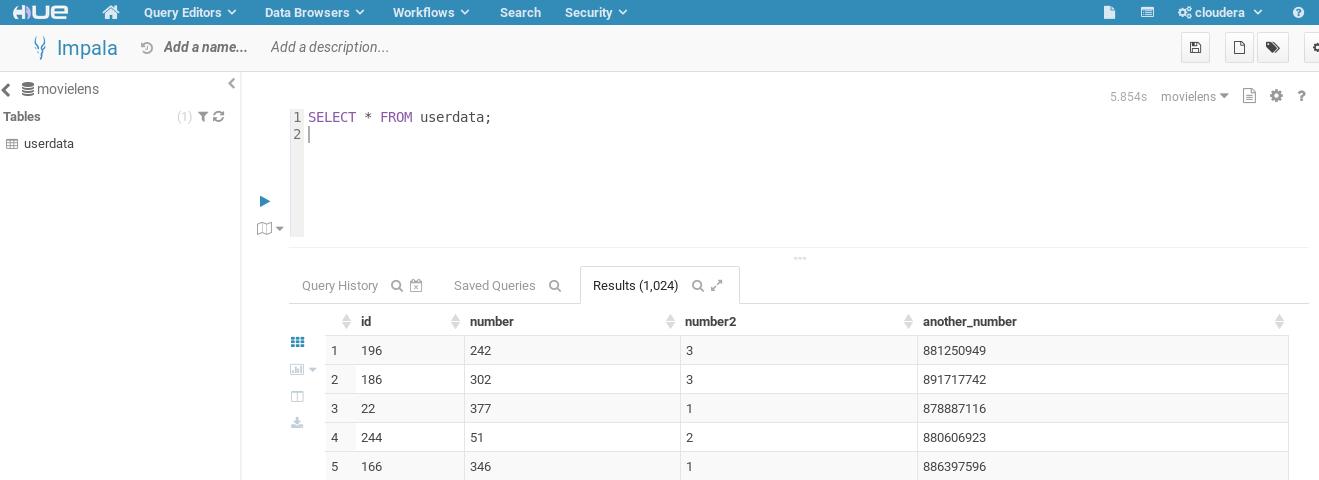 HUE Query Editors Data Browsers Workflows Search Security cloudera
Impala Add a name... Add a description...
movielens
Tables (1)
userdata
5.854s movielens
1 SELECT * FROM userdata;
2
Query History Saved Queries Results (1,024)
id number number2 another_number
1 196 242 3 881250949
2 186 302 3 891717742
3 22 377 1 878887116
4 244 51 2 880606923
5 166 346 1 886397596